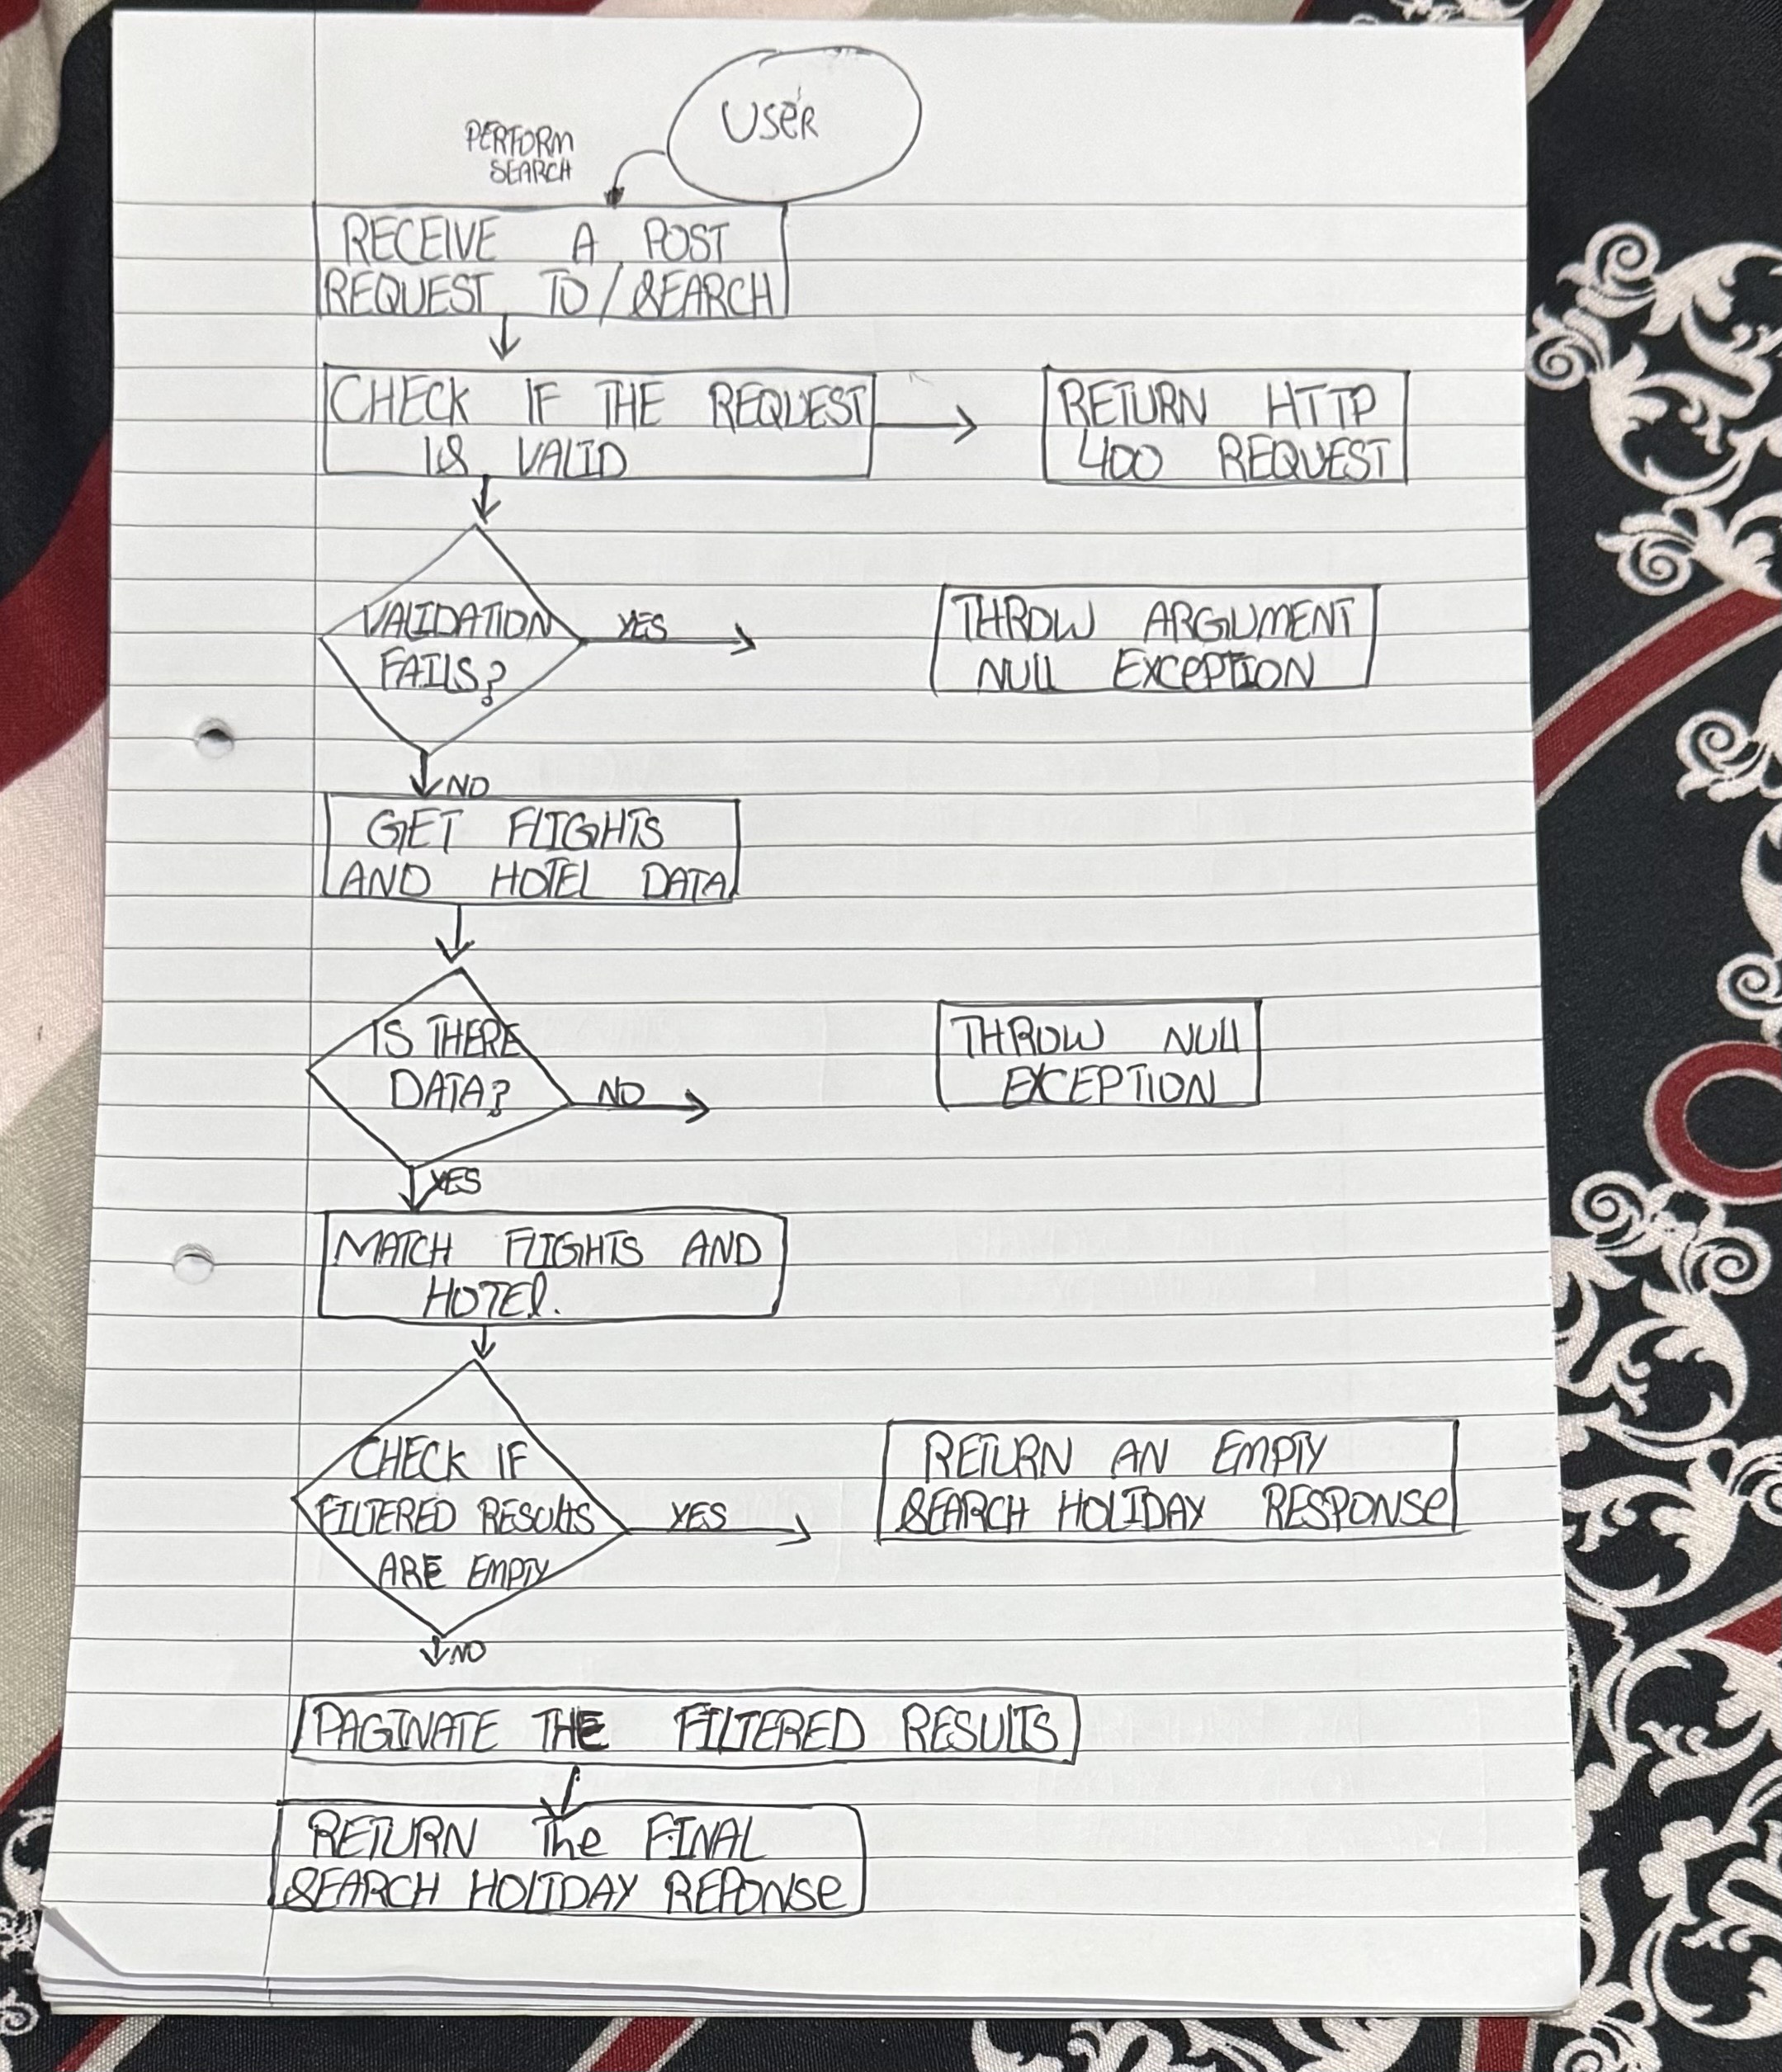 USER
PERFORM
SEARCH
RECEIVE A POST
REQUEST TO / SEARCH
CHECK IF THE REQUEST
IS VALID
RETURN HTTP
400 REQUEST
VALIDATION
FAILS?
YES
THROW ARGUMENT
NULL EXCEPTION
NO
GET FLIGHTS
AND HOTEL DATA
IS THERE
DATA?
NO
THROW NULL
EXCEPTION
YES
MATCH FLIGHTS AND
HOTEL.
CHECK IF
FILTERED RESULTS
ARE EMPTY
YES
RETURN AN EMPTY
SEARCH HOLIDAY RESPONSE
NO
PAGINATE THE FILTERED RESULTS
RETURN The FINAL
SEARCH HOLIDAY REPONSE